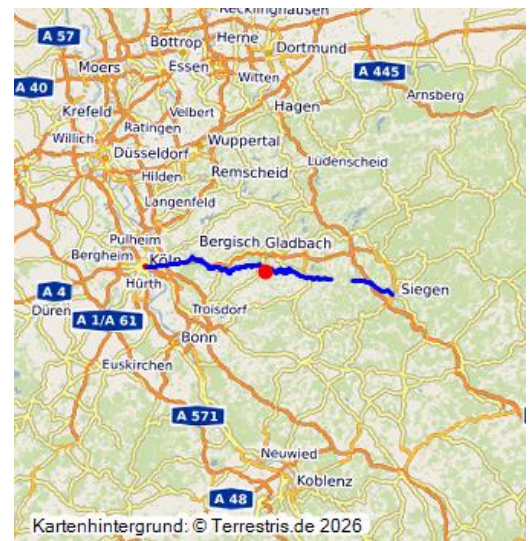 Recklinghausen
A 57
Bottrop
Herne
Dortmund
Moers
Essen
A 445
A 40
Witten
Arnsberg
Krefeld
Velbert
Hagen
Willich
Ratingen
Wuppertal
Düsseldorf
Lüdenscheid
Hilden
Remscheid
Langenfeld
Pulheim
Bergisch Gladbach
Bergheim
Köln
A 4
Hürth
Siegen
Düren
Troisdorf
A 1/A 61
Bonn
Euskirchen
A 571
Neuwied
Koblenz
A 48
Kartenhintergrund: © Terrestris.de 2026